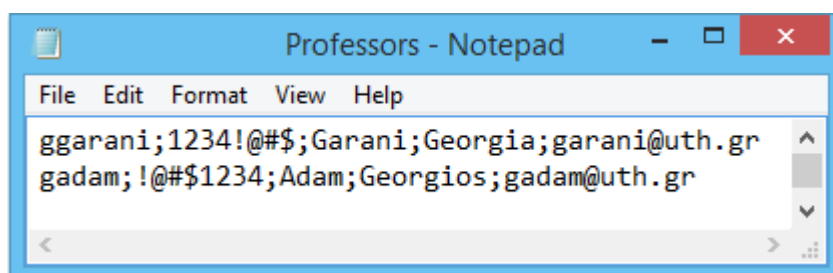 Professors - Notepad
File Edit Format View Help
ggarani;1234!@#$;Garani;Georgia;garani@uth.gr
gadam;!@#$1234;Adam;Georgios;gadam@uth.gr